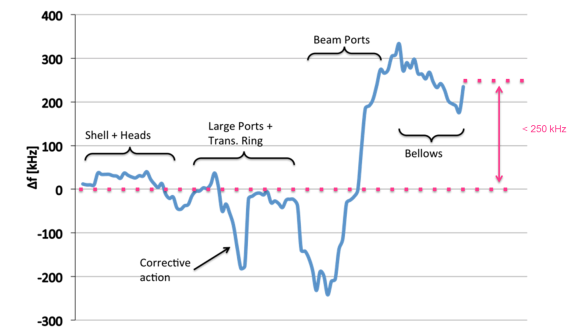 400
300
200
100
0
-100
-200
-300
Δf [kHz]
Shell + Heads
Large Ports +
Trans. Ring
Beam Ports
Bellows
Corrective
action
< 250 kHz